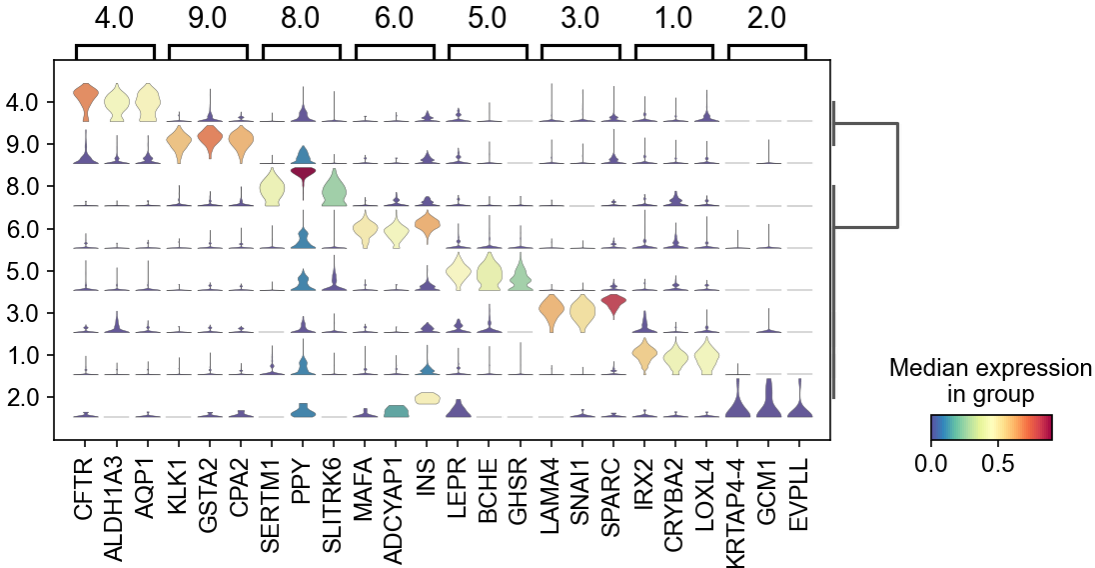 4.0 9.0 8.0 6.0 5.0 3.0 1.0 2.0
4.0
9.0
8.0
6.0
5.0
3.0
1.0
2.0
Median expression
in group
0.0 0.5
CFTR
ALDH1A3
AQP1
KLK1
GSTA2
CPA2
SERTM1
PPY
SLITRK6
MAFA
ADCYAP1
INS
LEPR
BCHE
GHSR
LAMA4
SNAI1
SPARC
IRX2
CRYBA2
LOXL4
KRTAP4-4
GCM1
EVPLL